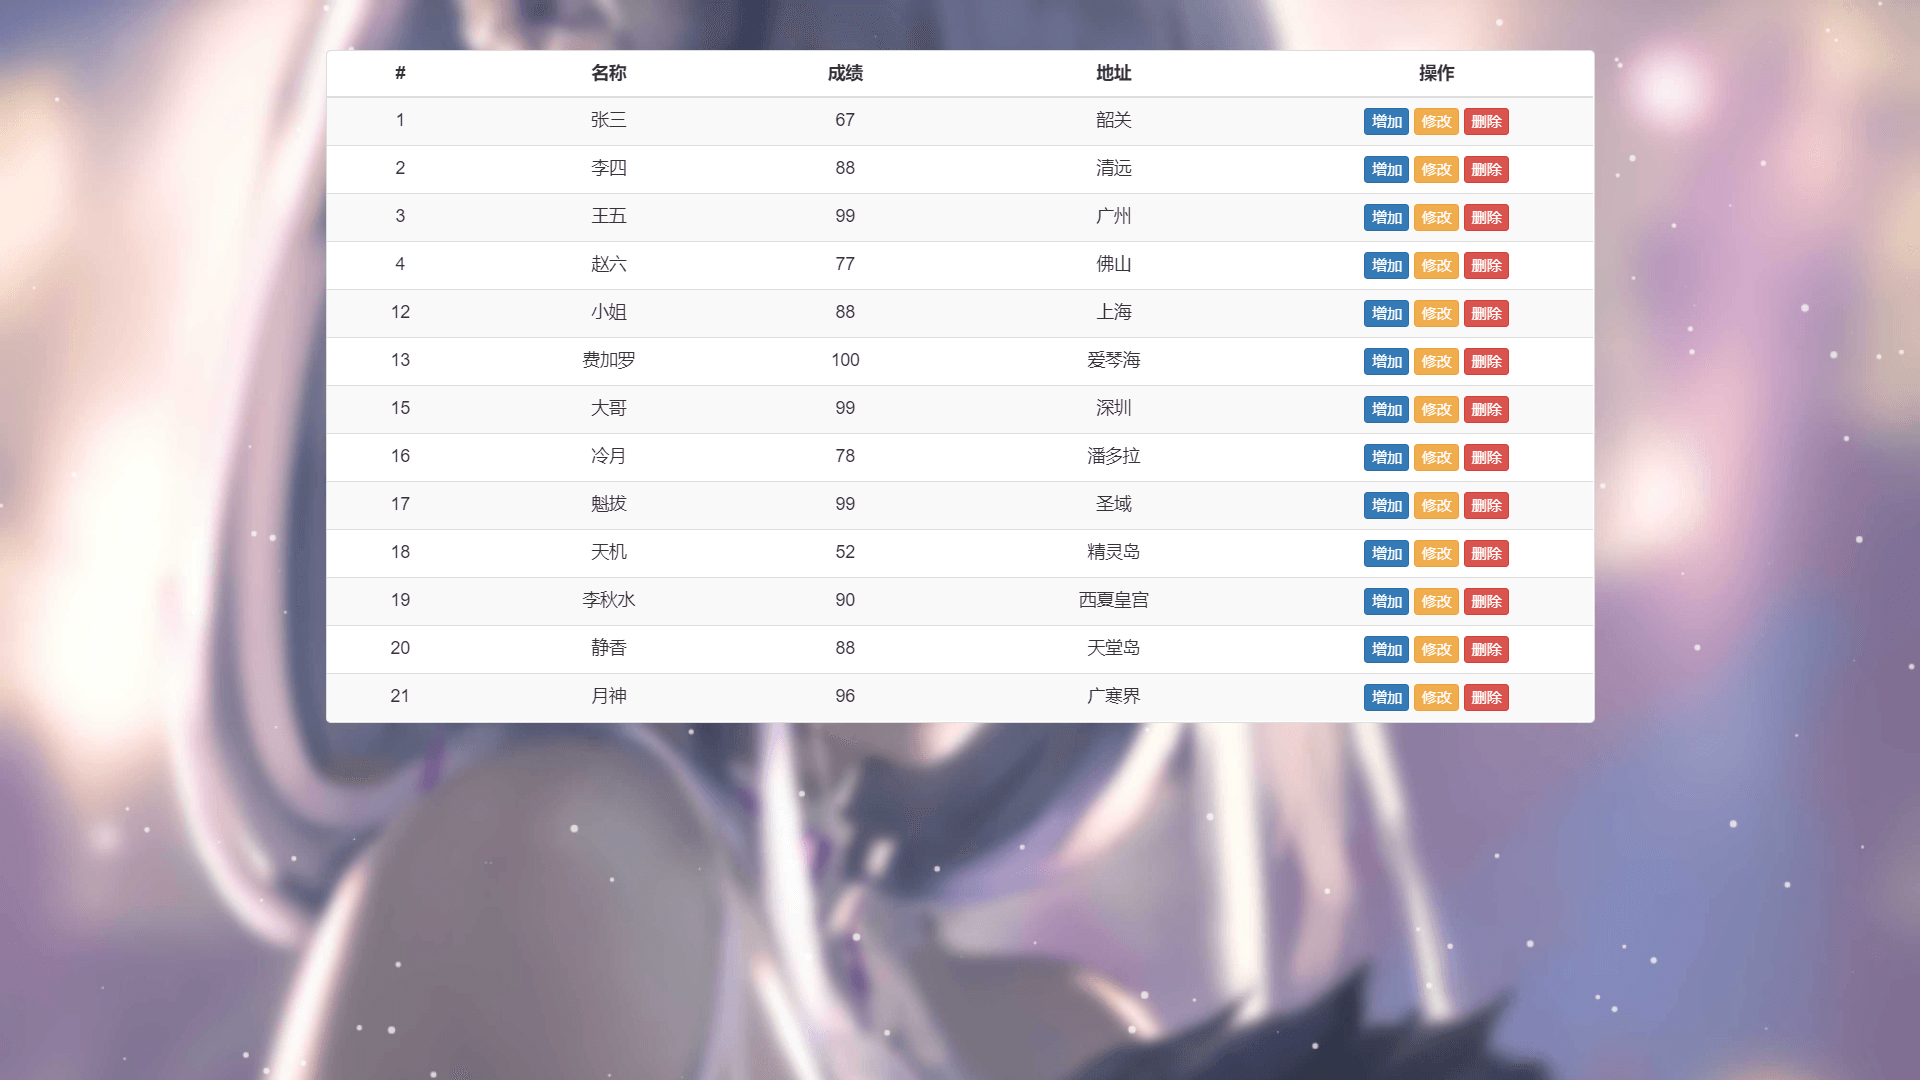 # 名称 成绩 地址 操作
1 张三 67 韶关 增加 修改 删除
2 李四 88 清远 增加 修改 删除
3 王五 99 广州 增加 修改 删除
4 赵六 77 佛山 增加 修改 删除
12 小姐 88 上海 增加 修改 删除
13 费加罗 100 爱琴海 增加 修改 删除
15 大哥 99 深圳 增加 修改 删除
16 冷月 78 潘多拉 增加 修改 删除
17 魁拔 99 圣域 增加 修改 删除
18 天机 52 精灵岛 增加 修改 删除
19 李秋水 90 西夏皇宫 增加 修改 删除
20 静香 88 天堂岛 增加 修改 删除
21 月神 96 广寒界 增加 修改 删除